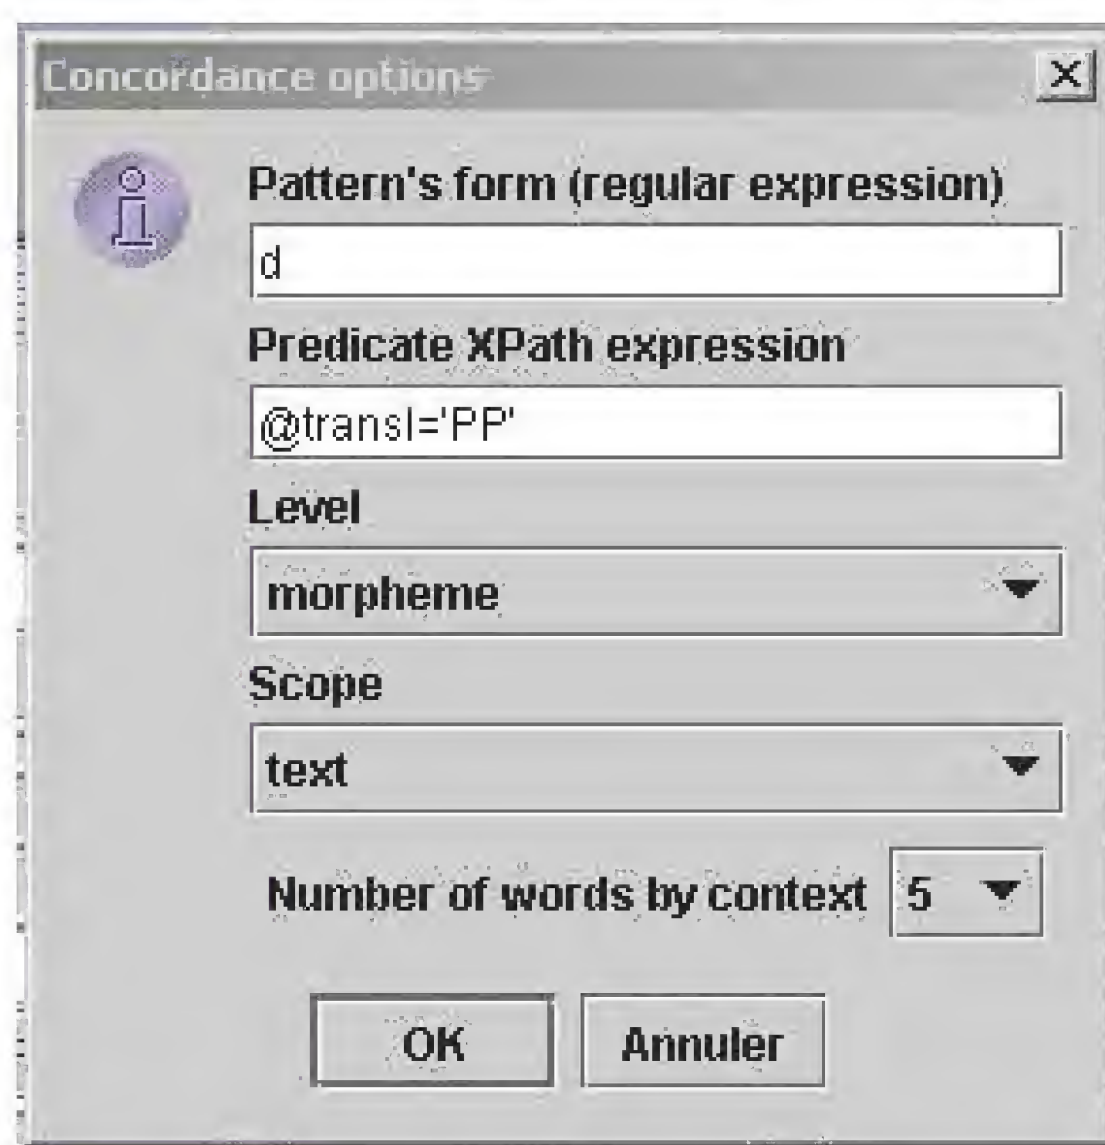 Concordance options
Pattern's form (regular expression)
d
Predicate XPath expression
@transl='PP'
Level
morpheme
Scope
text
Number of words by context 5
OK Annuler